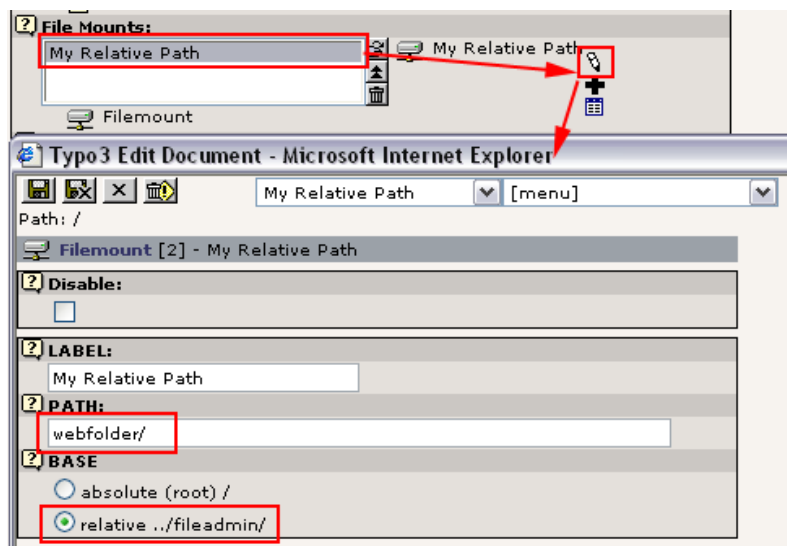 File Mounts:
My Relative Path
My Relative Path
Filemount
Typo3 Edit Document - Microsoft Internet Explorer
My Relative Path [menu]
Path: /
Filemount [2] - My Relative Path
Disable:
LABEL:
My Relative Path
PATH:
webfolder/
BASE
absolute (root) /
relative ../fileadmin/